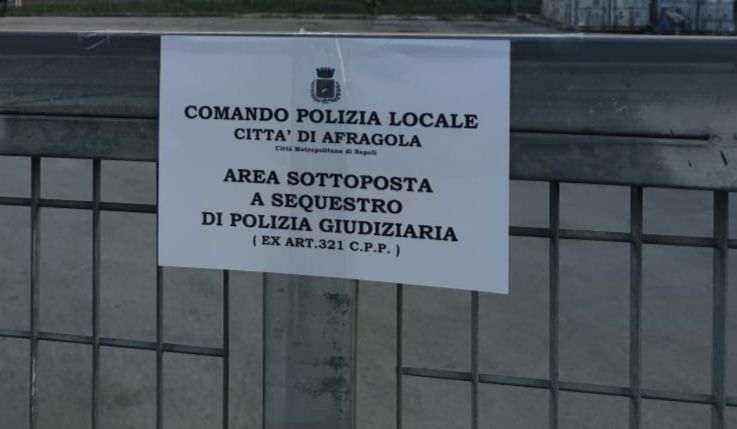 COMANDO POLIZIA LOCALE
CITTA' DI AFRAGOLA
Città Metropolitana di Napoli
AREA SOTTOPOSTA
A SEQUESTRO
DI POLIZIA GIUDIZIARIA
( EX ART.321 C.P.P. )